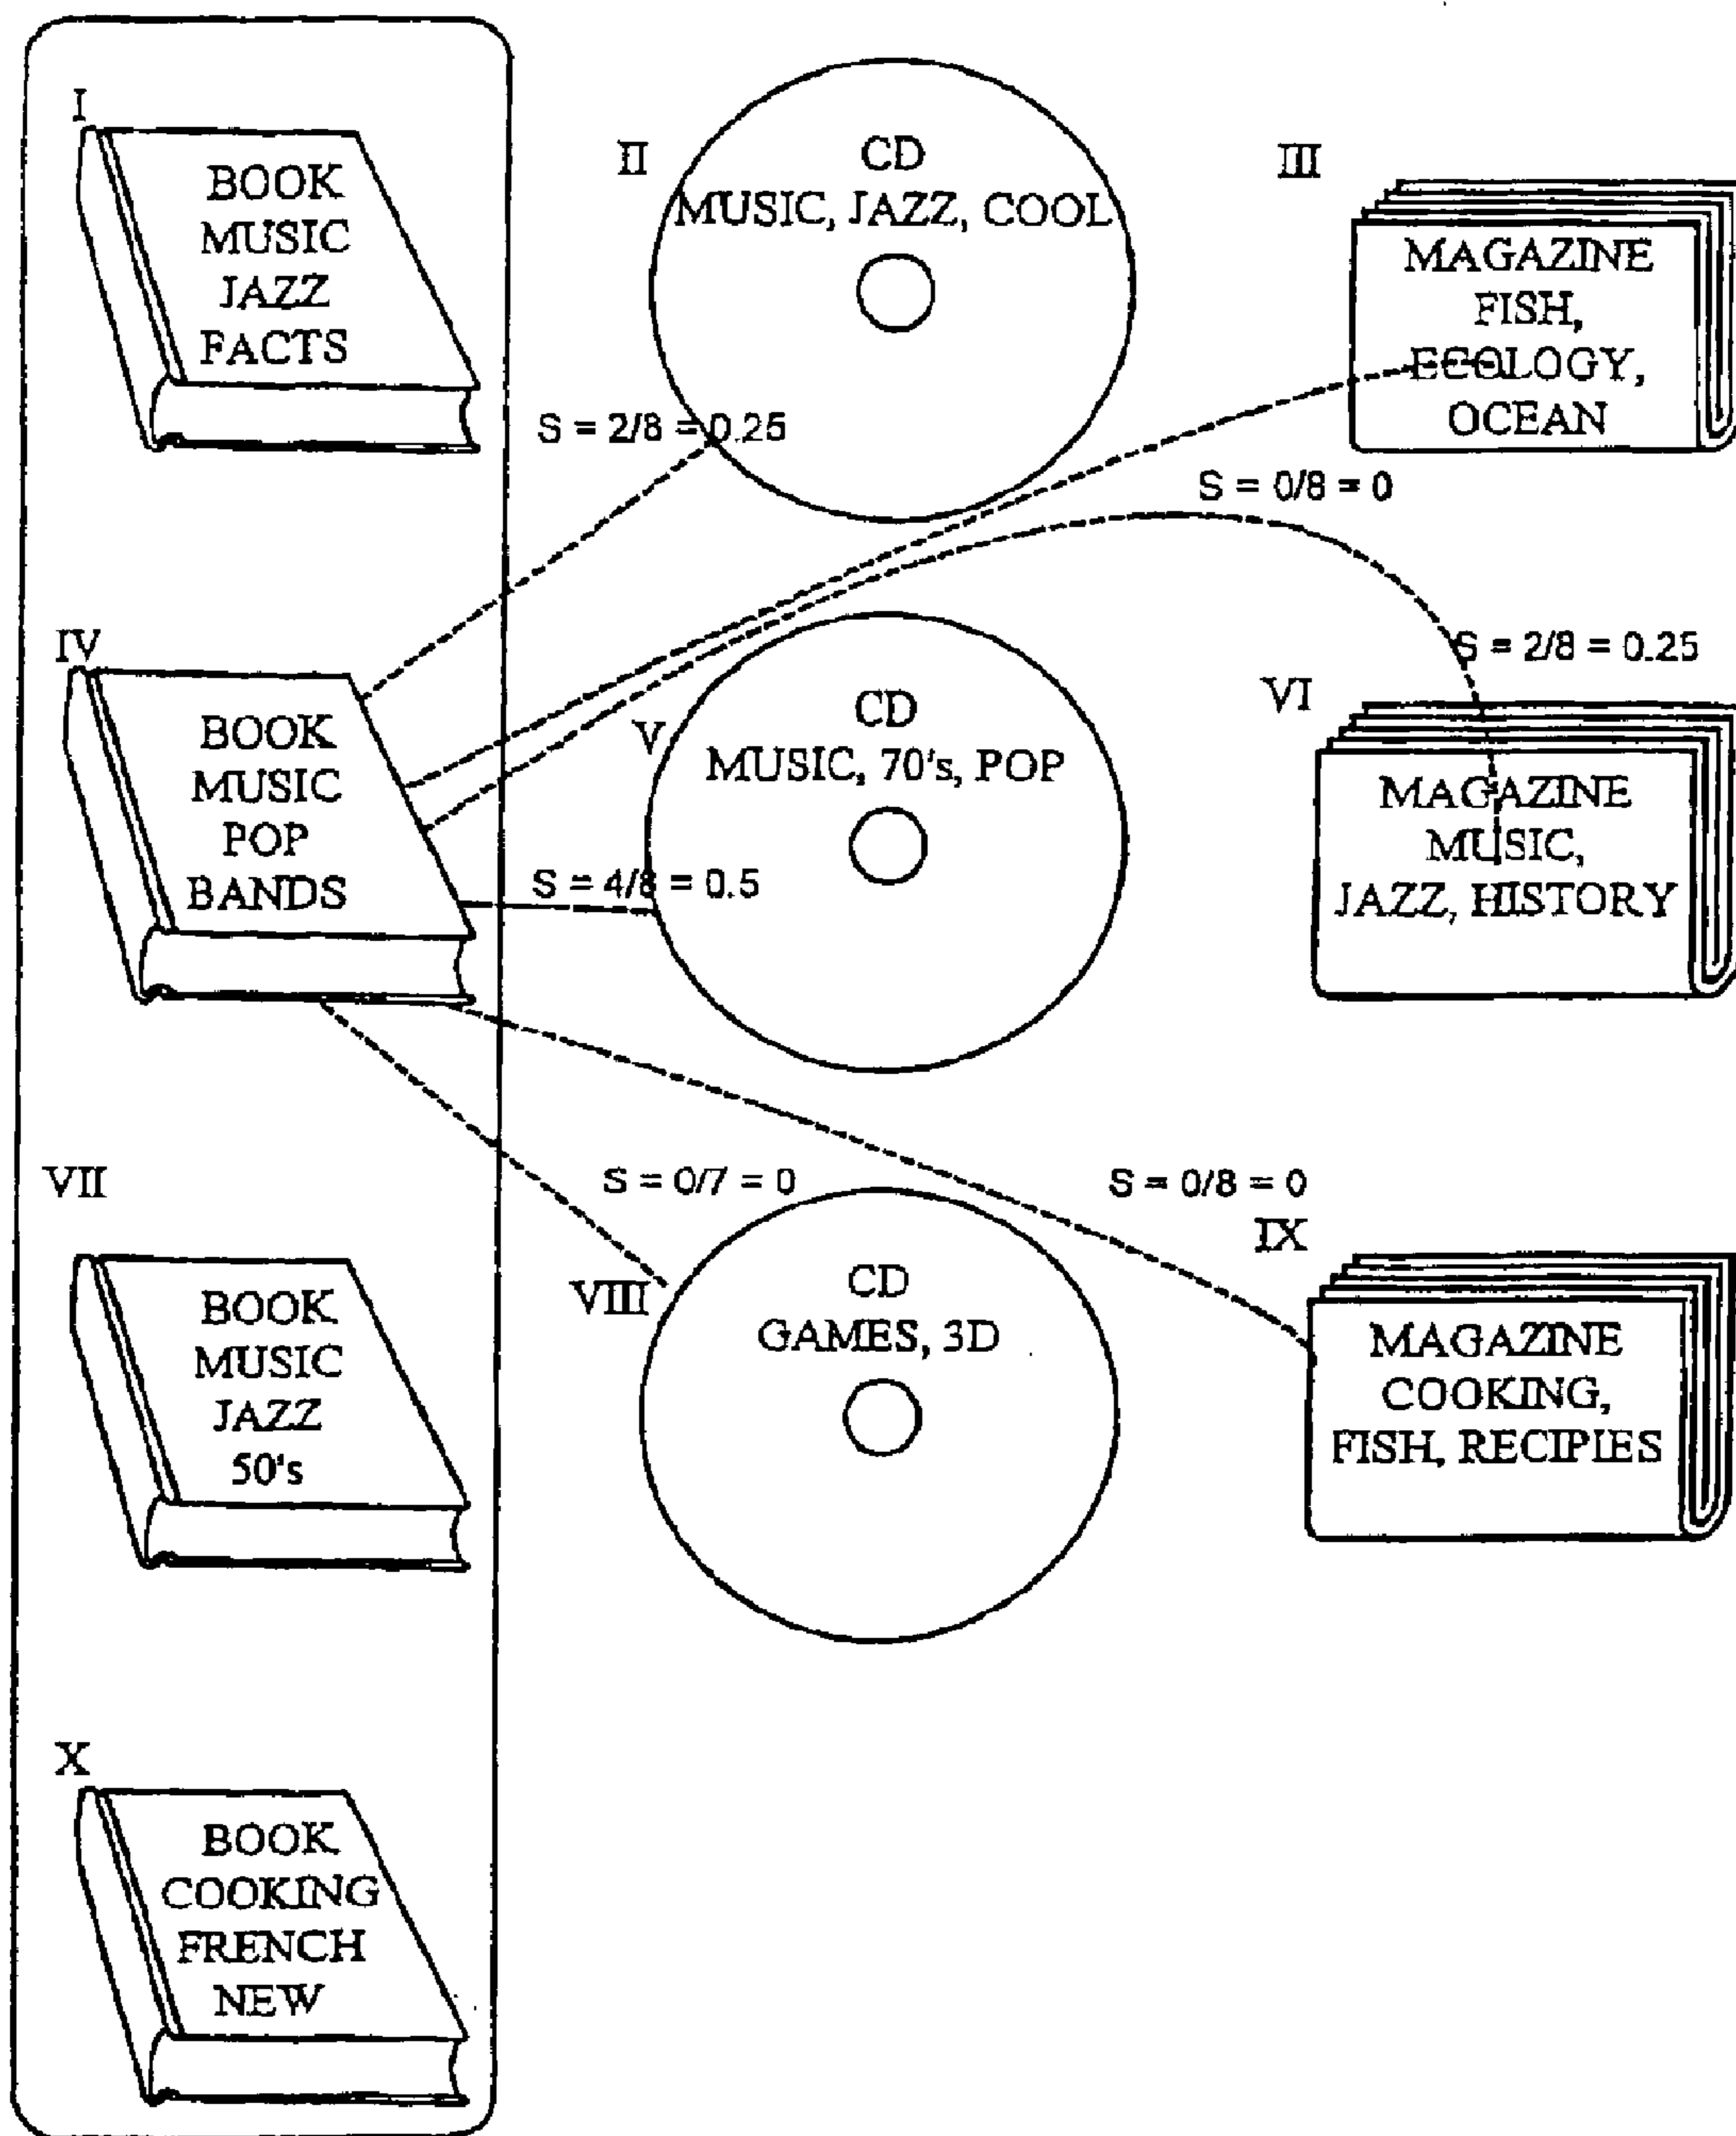 I
BOOK
MUSIC
JAZZ
FACTS
II
CD
MUSIC, JAZZ, COOL
III
MAGAZINE
FISH,
ECOLOGY,
OCEAN
S = 2/8 = 0.25
S = 0/8 = 0
IV
BOOK
MUSIC
POP
BANDS
V
CD
MUSIC, 70's, POP
S = 4/8 = 0.5
S = 2/8 = 0.25
VI
MAGAZINE
MUSIC,
JAZZ, HISTORY
VII
BOOK
MUSIC
JAZZ
50's
S = 0/7 = 0
VIII
CD
GAMES, 3D
S = 0/8 = 0
IX
MAGAZINE
COOKING,
FISH, RECIPIES
X
BOOK
COOKING
FRENCH
NEW